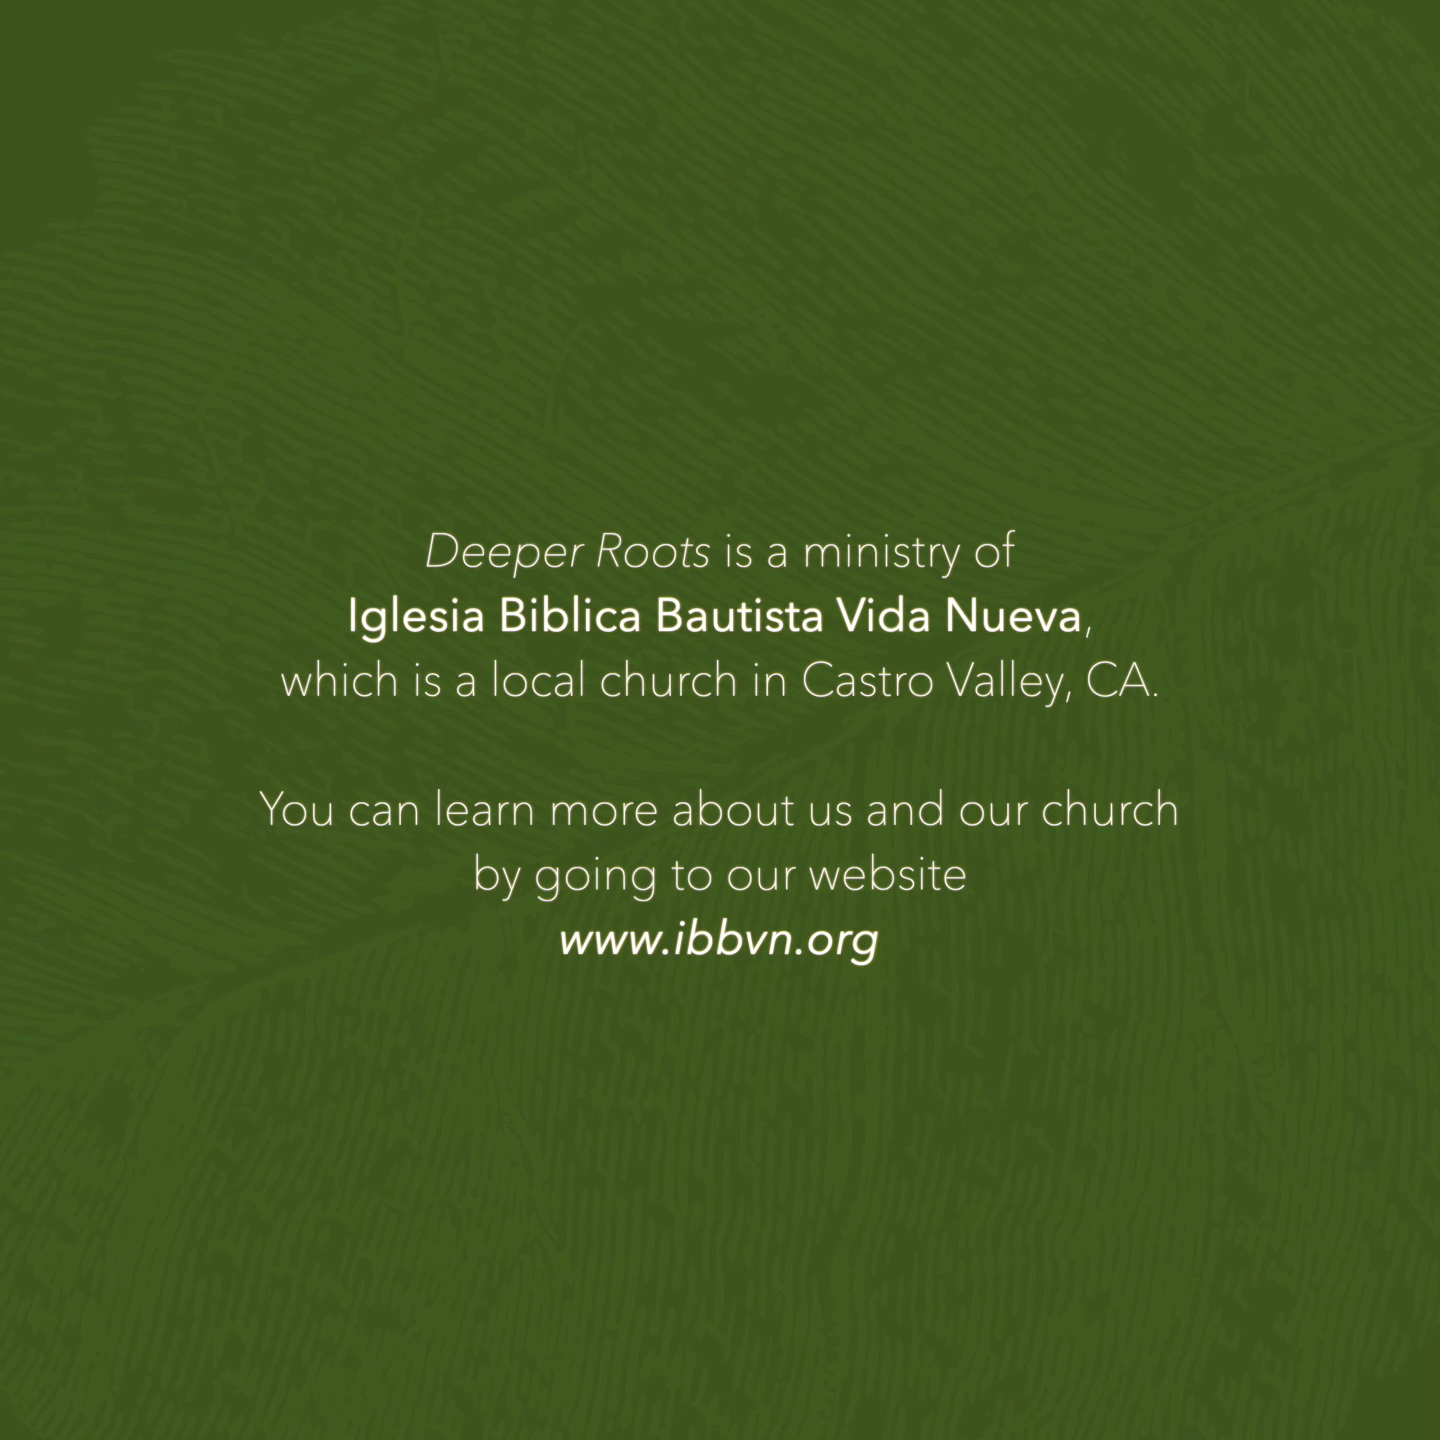 Deeper Roots is a ministry of
Iglesia Biblica Bautista Vida Nueva,
which is a local church in Castro Valley, CA.
You can learn more about us and our church
by going to our website
www.ibbvn.org